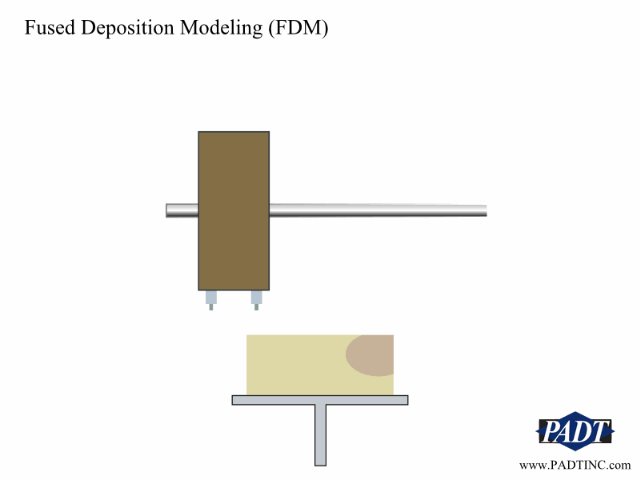 Fused Deposition Modeling (FDM)
PADT
www.PADTINC.com